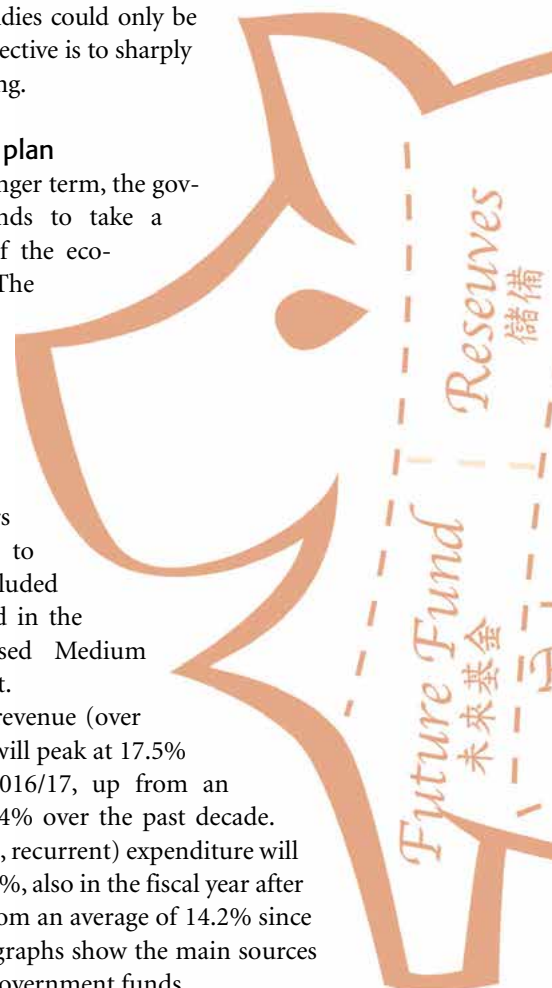 dies could only be
ective is to sharply
ng.
plan
nger term, the gov-
nds to take a
f the eco-
The
rs
to
luded
d in the
sed Medium
t.
revenue (over
will peak at 17.5%
016/17, up from an
4% over the past decade.
, recurrent) expenditure will
%, also in the fiscal year after
om an average of 14.2% since
graphs show the main sources
overnment funds
Reseuves
儲備
Future Fund
未來基金